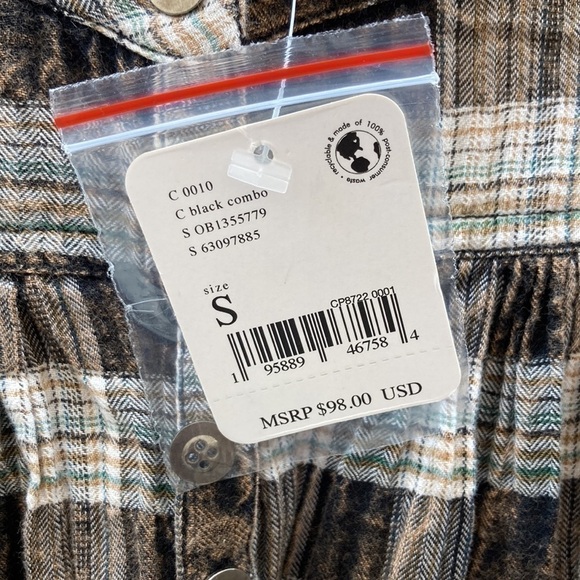 recyclable & made of 100% post-consumer waste •
C 0010
C black combo
S OB1355779
S 63097885
size
S
CP8722 0001
1 95889 46758 4
MSRP $98.00 USD